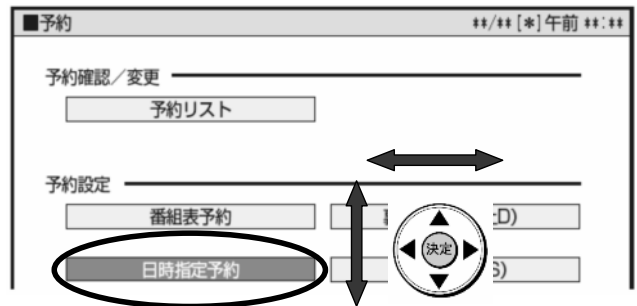 ■予約 ＊＊/＊＊[＊]午前 ＊＊:＊＊
予約確認／変更
予約リスト
予約設定
番組表予約 :D)
日時指定予約 S)
決定